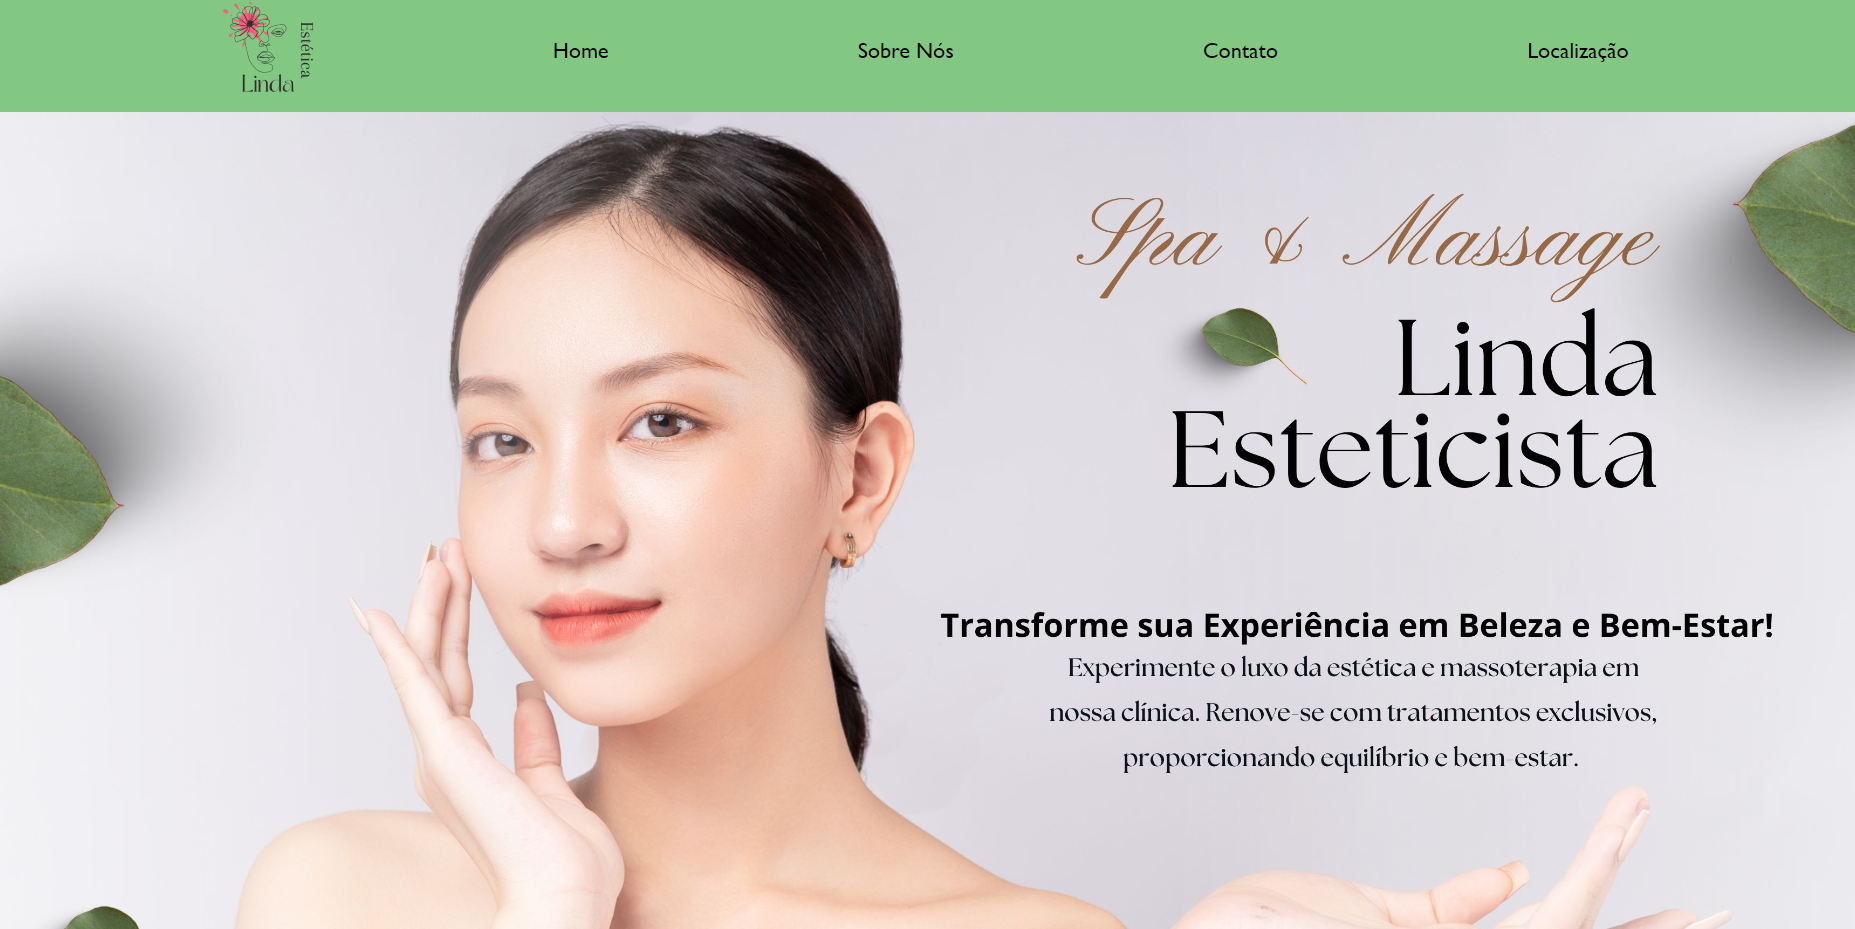 Linda
Estética
Home
Sobre Nós
Contato
Localização
Spa & Massage
Linda
Esteticista
Transforme sua Experiência em Beleza e Bem-Estar!
Experimente o luxo da estética e massoterapia em
nossa clínica. Renove-se com tratamentos exclusivos,
proporcionando equilíbrio e bem-estar.